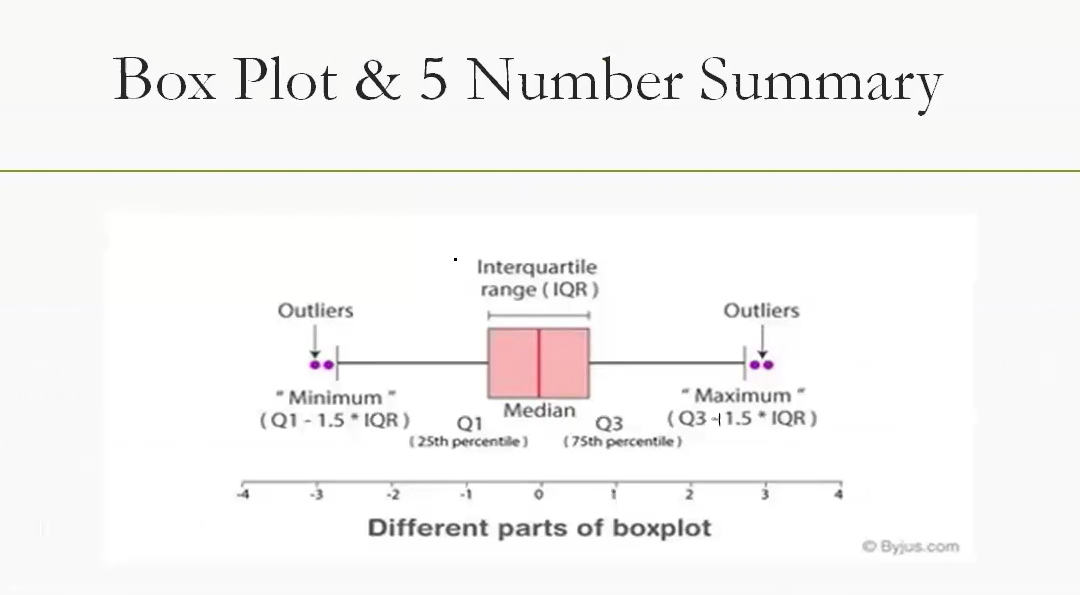 Box Plot & 5 Number Summary
Interquartile
range ( IQR )
Outliers
Outliers
" Minimum "
( Q1 - 1.5 * IQR )
" Maximum "
( Q3 + 1.5 * IQR )
Median
Q1
( 25th percentile )
Q3
( 75th percentile )
-4 -3 -2 -1 0 1 2 3 4
Different parts of boxplot
© Byjus.com